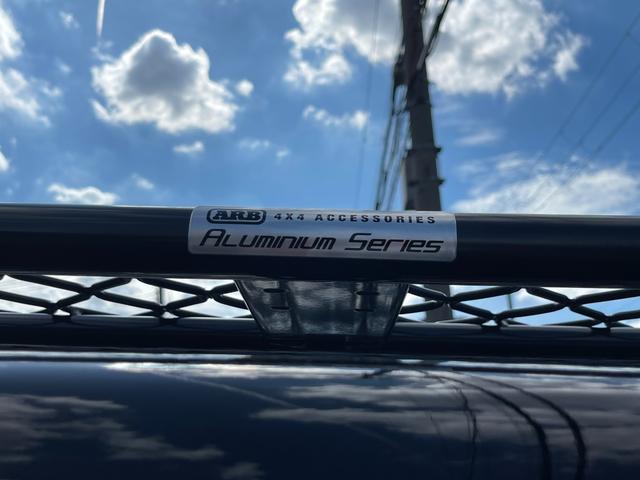 ARB 4X4 ACCESSORIES
ALUMINIUM SERIES